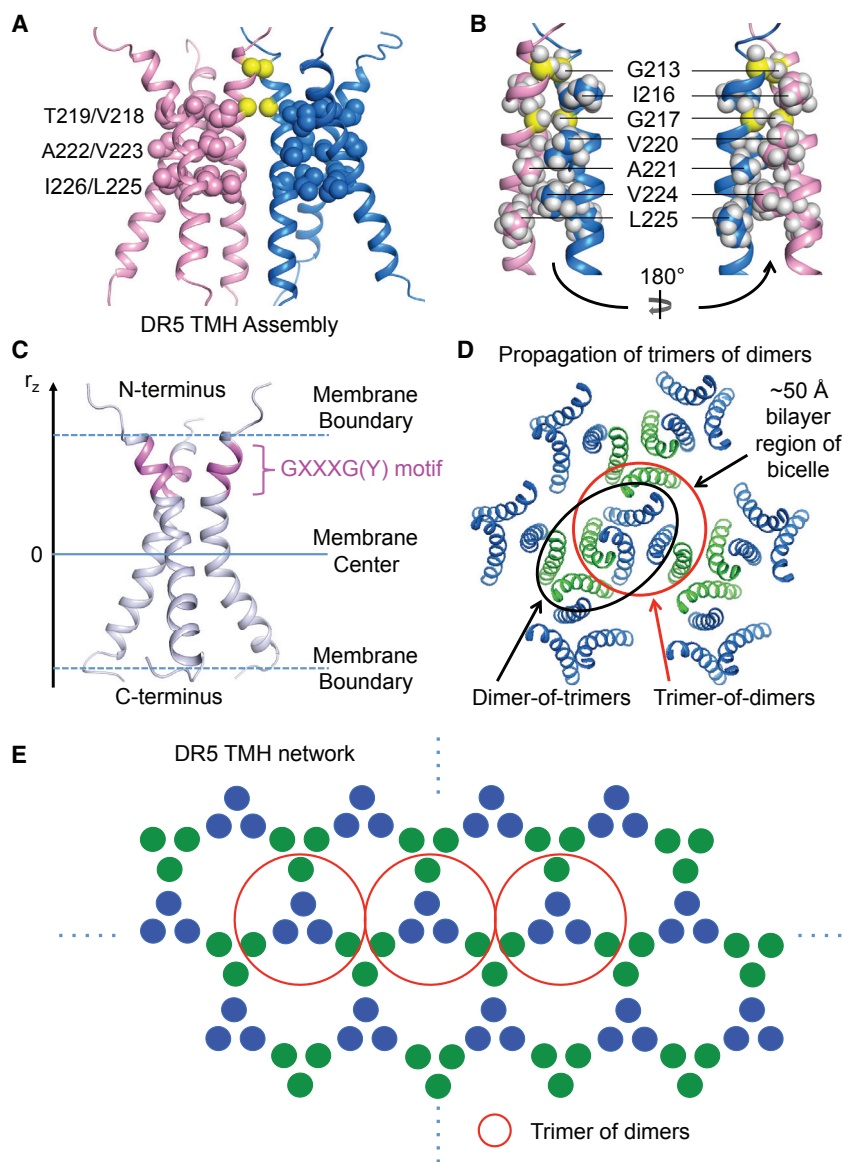 A
T219/V218
A222/V223
I226/L225
DR5 TMH Assembly
B
G213
I216
G217
V220
A221
V224
L225
180°
C
r_z
N-terminus
Membrane
Boundary
GXXXG(Y) motif
0
Membrane
Center
Membrane
Boundary
C-terminus
D
Propagation of trimers of dimers
~50 Å
bilayer
region of
bicelle
Dimer-of-trimers
Trimer-of-dimers
E
DR5 TMH network
Trimer of dimers